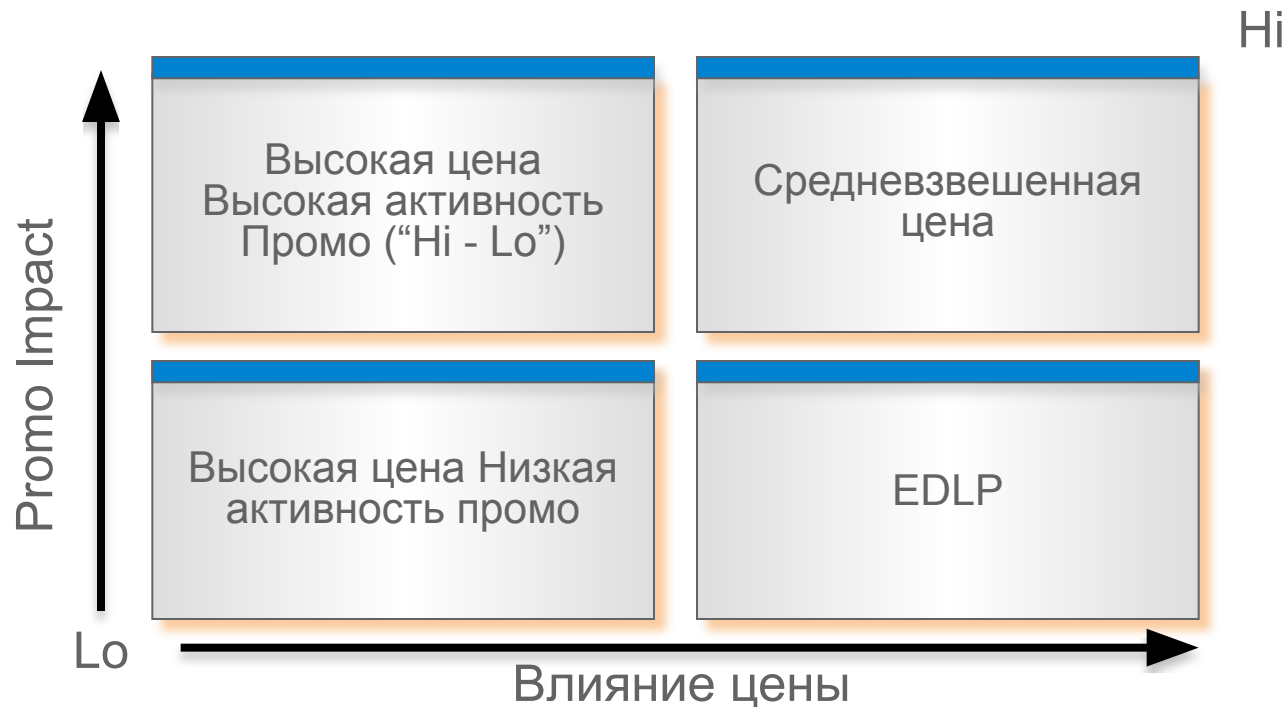 Hi
Высокая цена
Высокая активность
Промо (“Hi - Lo”)
Средневзвешенная
цена
Promo Impact
Высокая цена Низкая
активность промо
EDLP
Lo
Влияние цены